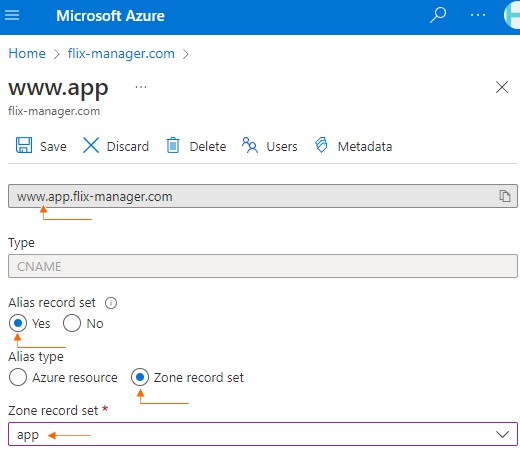 Microsoft Azure
...
Home > flix-manager.com >
www.app ...
flix-manager.com
Save Discard Delete Users Metadata
www.app.flix-manager.com
Type
CNAME
Alias record set
Yes No
Alias type
Azure resource Zone record set
Zone record set *
app